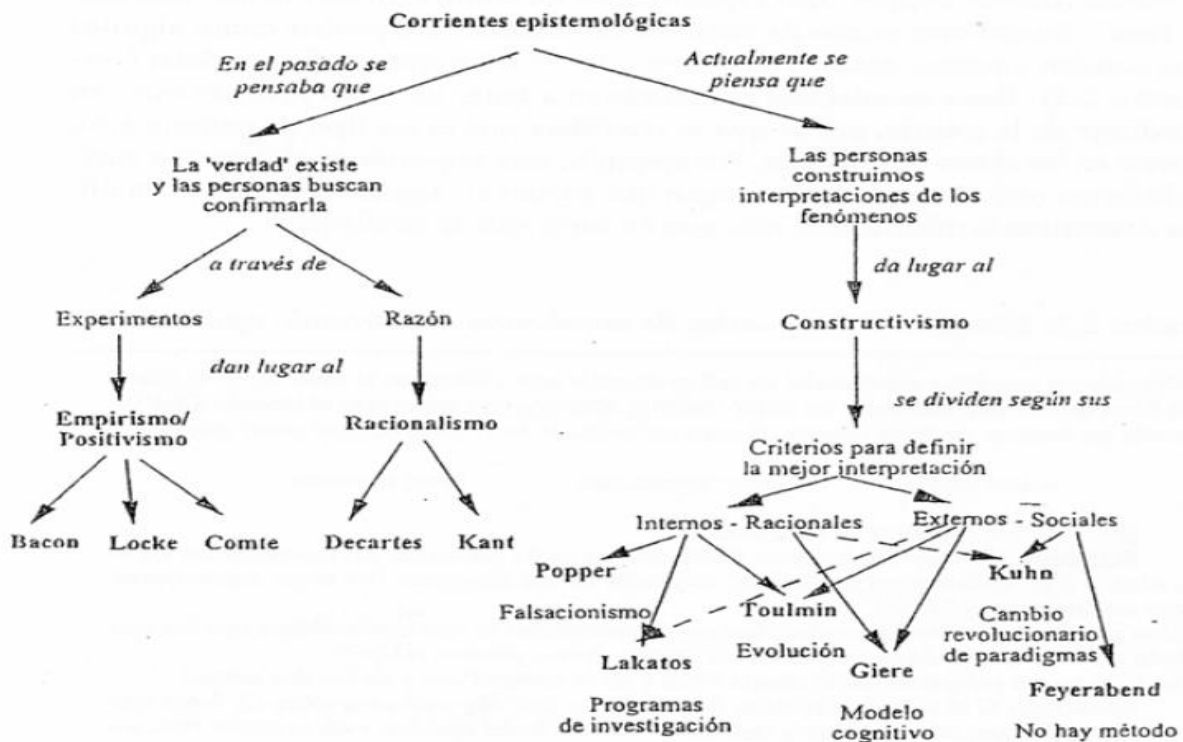 Corrientes epistemológicas
En el pasado se
pensaba que
Actualmente se
piensa que
La 'verdad' existe
y las personas buscan
confirmarla
Las personas
construimos
interpretaciones de los
fenómenos
a través de
da lugar al
Experimentos
Razón
Constructivismo
dan lugar al
se dividen según sus
Empirismo/
Positivismo
Racionalismo
Criterios para definir
la mejor interpretación
Bacon
Locke
Comte
Decartes
Kant
Internos - Racionales
Externos - Sociales
Popper
Kuhn
Falsacionismo
Toulmin
Cambio
revolucionario
de paradigmas
Evolución
Lakatos
Giere
Feyerabend
Programas
de investigación
Modelo
cognitivo
No hay método